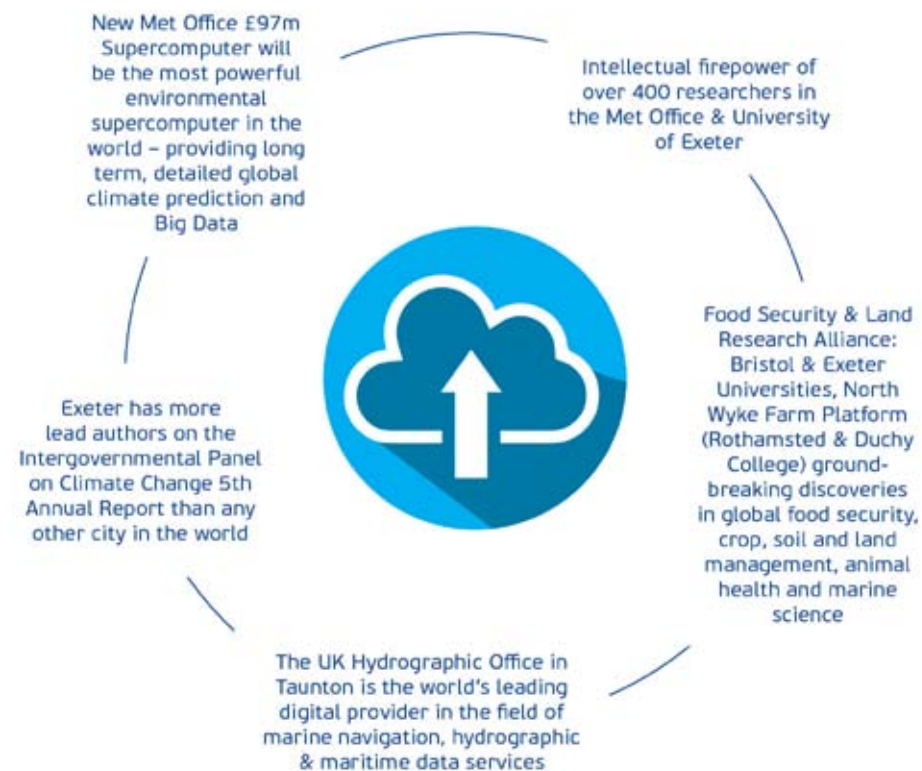 New Met Office £97m
Supercomputer will
be the most powerful
environmental
supercomputer in the
world – providing long
term, detailed global
climate prediction and
Big Data
Intellectual firepower of
over 400 researchers in
the Met Office & University
of Exeter
Food Security & Land
Research Alliance:
Bristol & Exeter
Universities, North
Wyke Farm Platform
(Rothamsted & Duchy
College) ground-
breaking discoveries
in global food security,
crop, soil and land
management, animal
health and marine
science
The UK Hydrographic Office in
Taunton is the world's leading
digital provider in the field of
marine navigation, hydrographic
& maritime data services
Exeter has more
lead authors on the
Intergovernmental Panel
on Climate Change 5th
Annual Report than any
other city in the world